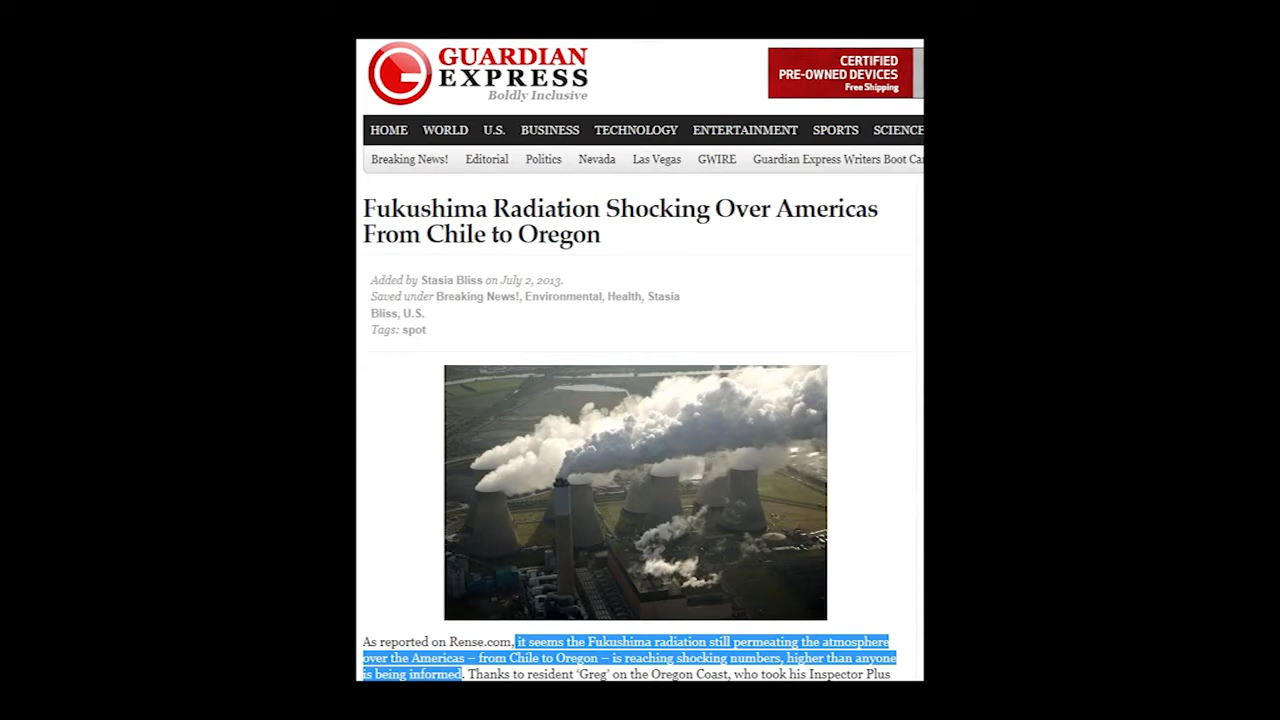 GUARDIAN
EXPRESS
Boldly Inclusive
CERTIFIED
PRE-OWNED DEVICES
Free Shipping
HOME WORLD U.S. BUSINESS TECHNOLOGY ENTERTAINMENT SPORTS SCIENCE
Breaking News! Editorial Politics Nevada Las Vegas GWIRE Guardian Express Writers Boot Ca
Fukushima Radiation Shocking Over Americas
From Chile to Oregon
Added by Stasia Bliss on July 2, 2013.
Saved under Breaking News!, Environmental, Health, Stasia
Bliss, U.S.
Tags: spot
As reported on Rense.com, it seems the Fukushima radiation still permeating the atmosphere
over the Americas – from Chile to Oregon – is reaching shocking numbers, higher than anyone
is being informed. Thanks to resident ‘Greg’ on the Oregon Coast, who took his Inspector Plus